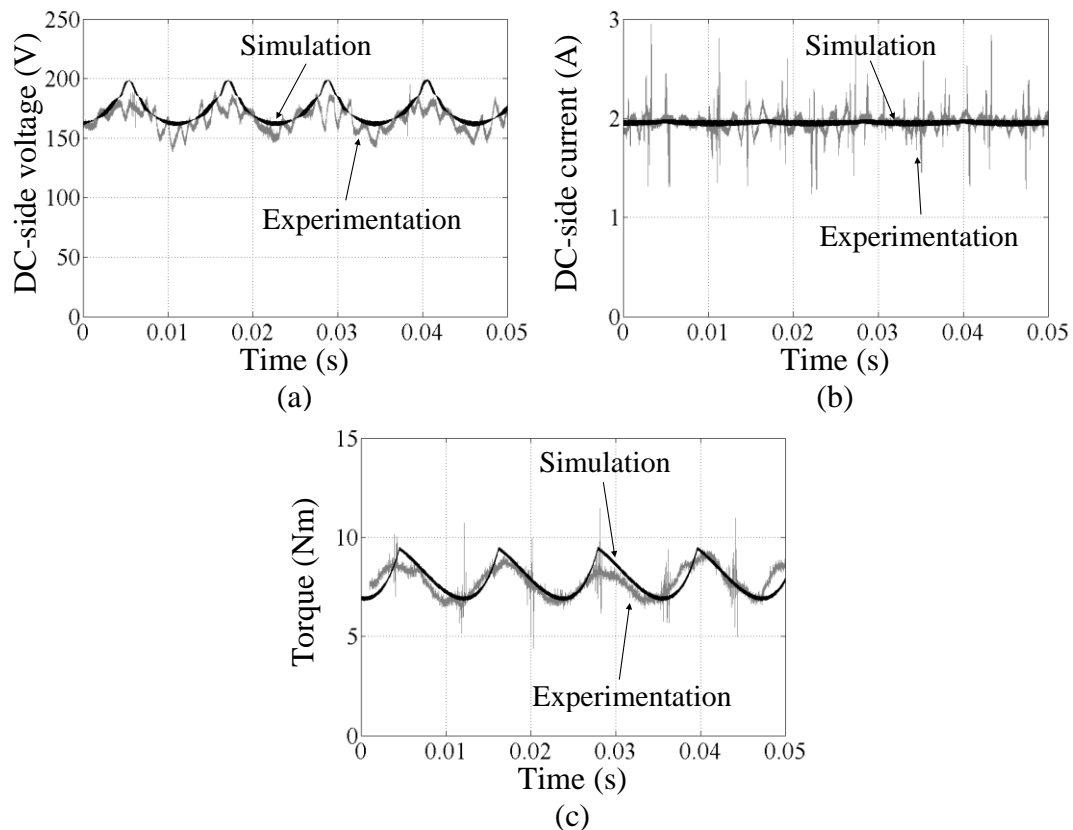 DC-side voltage (V)
250
200
150
100
50
0
Simulation
Experimentation
0 0.01 0.02 0.03 0.04 0.05
Time (s)
(a)
DC-side current (A)
3
2
1
0
Simulation
Experimentation
0 0.01 0.02 0.03 0.04 0.05
Time (s)
(b)
Torque (Nm)
15
10
5
0
Simulation
Experimentation
0 0.01 0.02 0.03 0.04 0.05
Time (s)
(c)